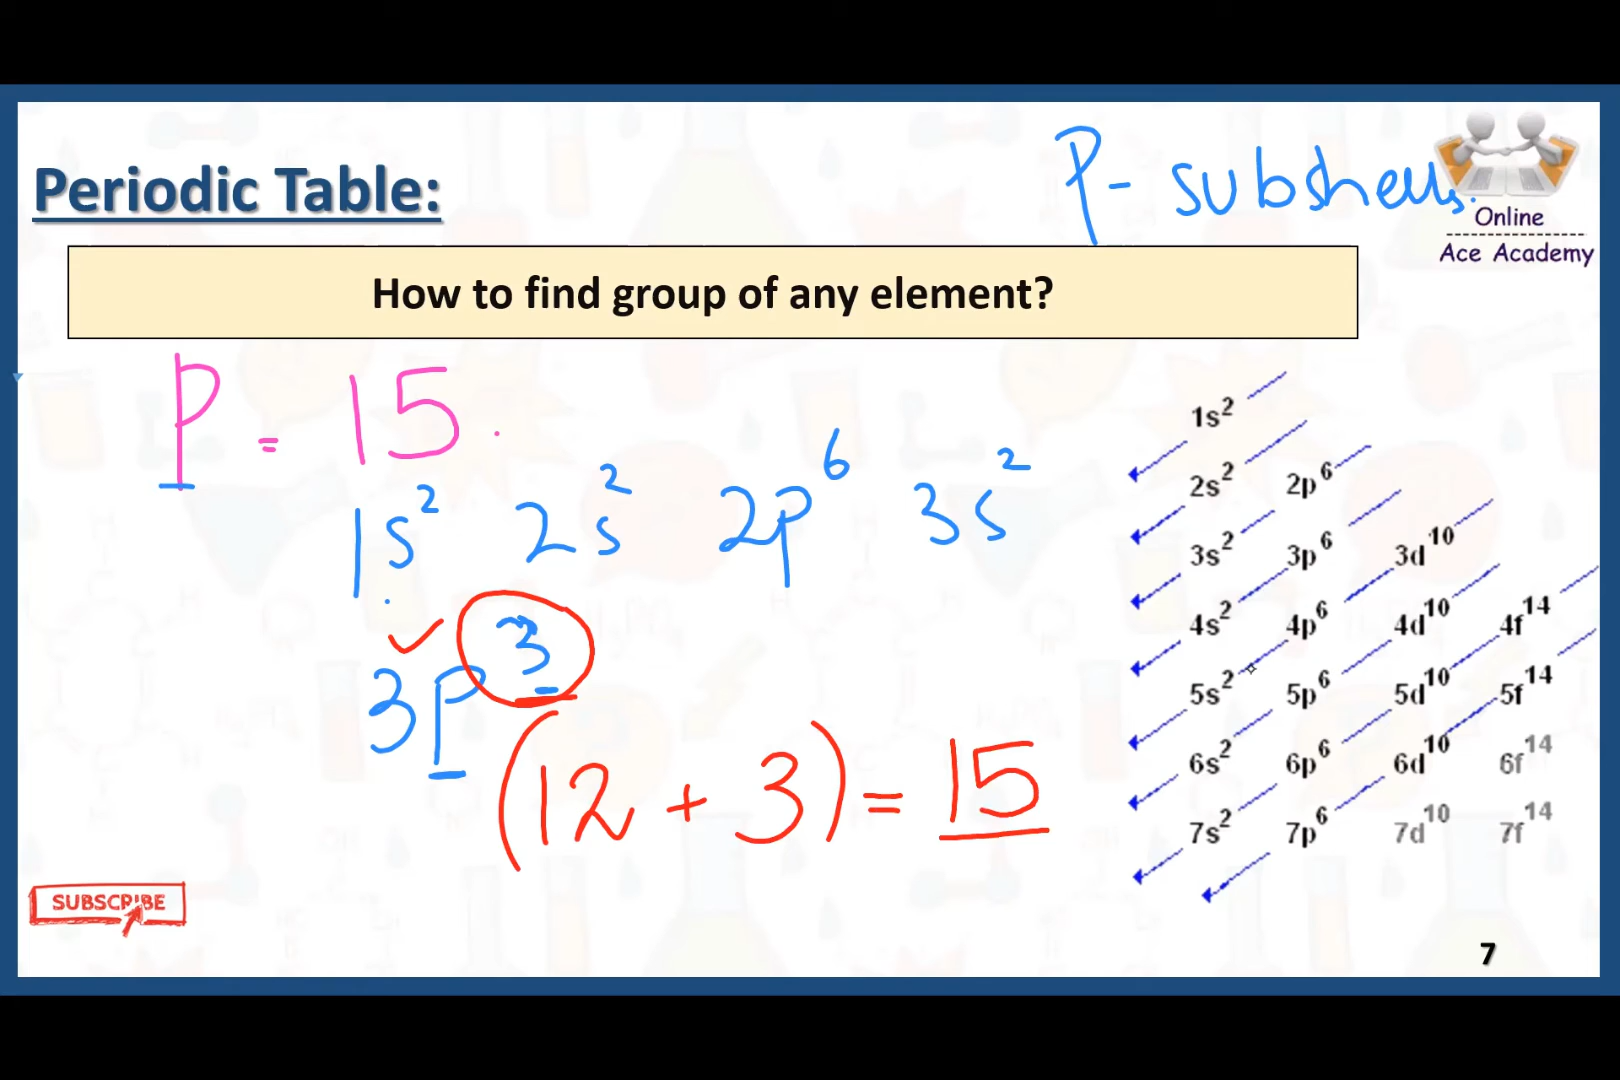 P - subshells.
Periodic Table:
Online
Ace Academy
How to find group of any element?
P = 15
1s² 2s² 2p⁶ 3s²
3p³
(12 + 3) = 15
1s²
2s² 2p⁶
3s² 3p⁶ 3d¹⁰
4s² 4p⁶ 4d¹⁰ 4f¹⁴
5s² 5p⁶ 5d¹⁰ 5f¹⁴
6s² 6p⁶ 6d¹⁰ 6f¹⁴
7s² 7p⁶ 7d¹⁰ 7f¹⁴
SUBSCRIBE
7